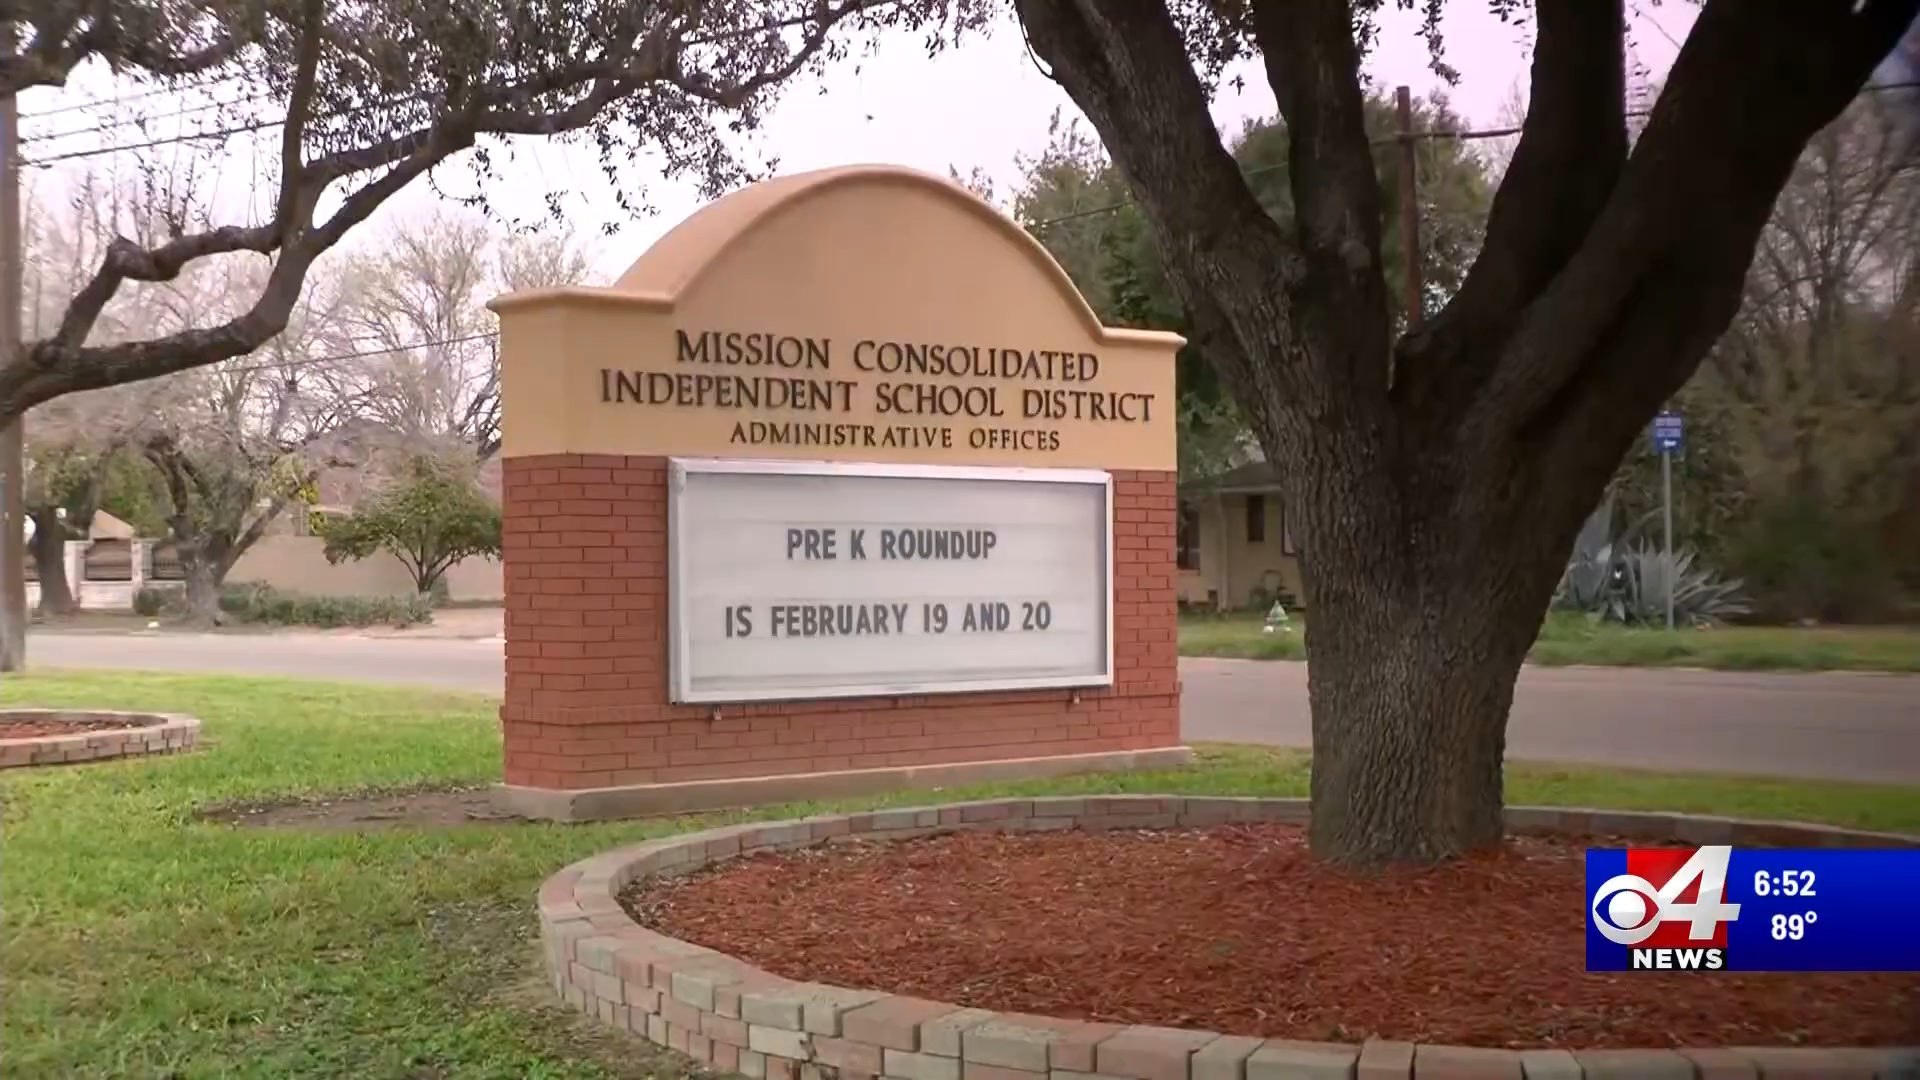 MISSION CONSOLIDATED
INDEPENDENT SCHOOL DISTRICT
ADMINISTRATIVE OFFICES
PRE K ROUNDUP
IS FEBRUARY 19 AND 20
4
NEWS
6:52
89°